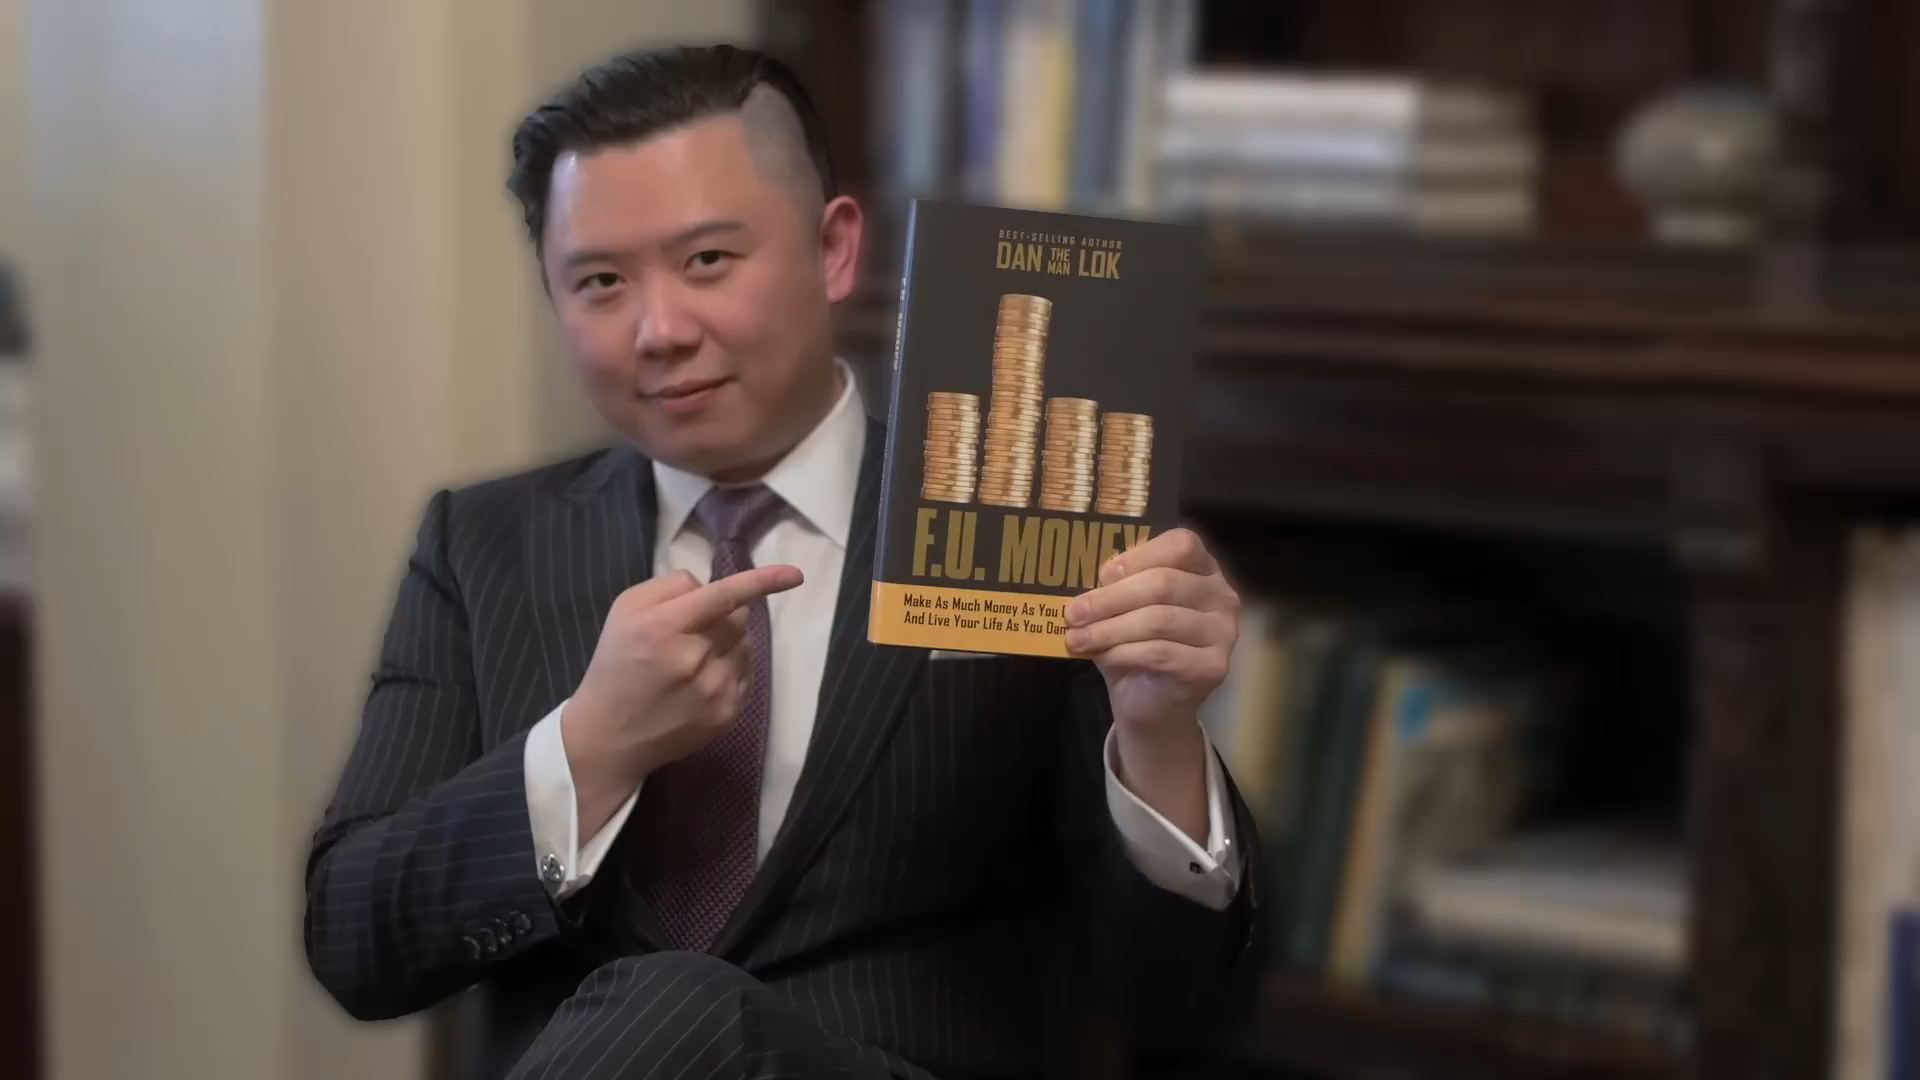 BEST-SELLING AUTHOR
DAN THE MAN LOK
F.U. MONEY
Make As Much Money As You
And Live Your Life As You